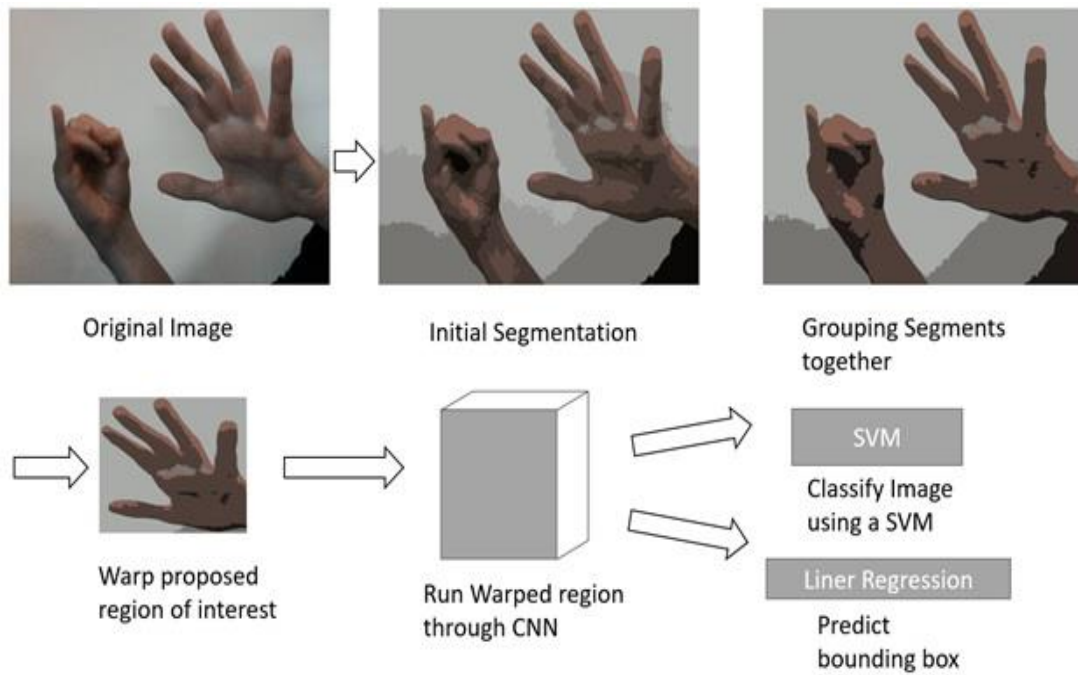 Original Image
Initial Segmentation
Grouping Segments
together
Warp proposed
region of interest
Run Warped region
through CNN
SVM
Classify Image
using a SVM
Liner Regression
Predict
bounding box